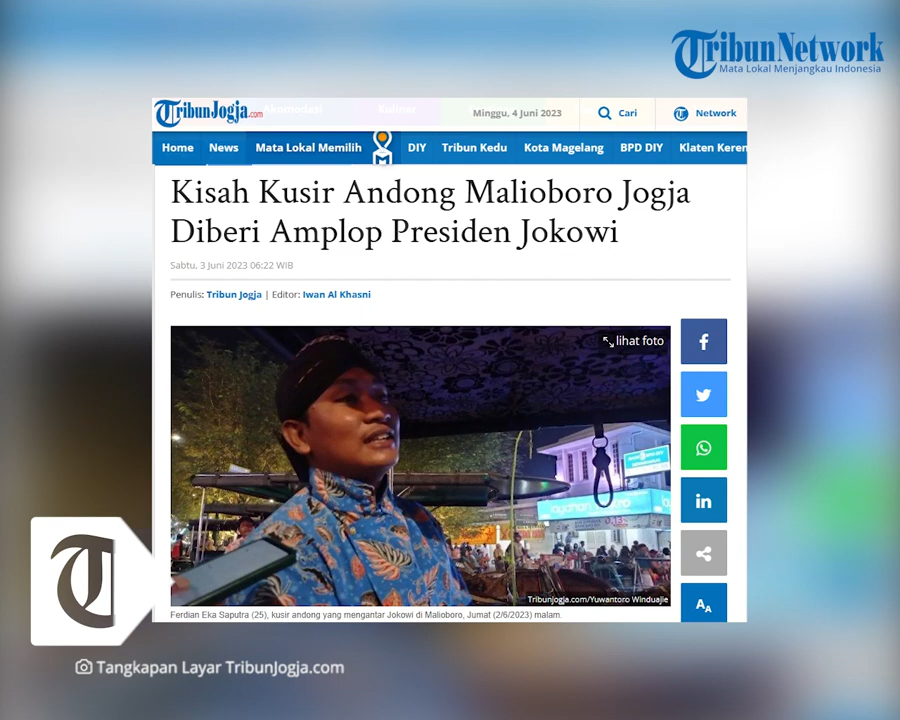 TribunNetwork
Mata Lokal Menjangkau Indonesia
TribunJogja.com
Akomodasi
Kuliner
Minggu, 4 Juni 2023
Cari
Network
Home News Mata Lokal Memilih DIY Tribun Kedu Kota Magelang BPD DIY Klaten Keren
Kisah Kusir Andong Malioboro Jogja
Diberi Amplop Presiden Jokowi
Sabtu, 3 Juni 2023 06:22 WIB
Penulis: Tribun Jogja | Editor: Iwan Al Khasni
lihat foto
Tribunjogja.com/Yuwantoro Winduajie
AA
Ferdian Eka Saputra (25), kusir andong yang mengantar Jokowi di Malioboro, Jumat (2/6/2023) malam.
T
Tangkapan Layar TribunJogja.com